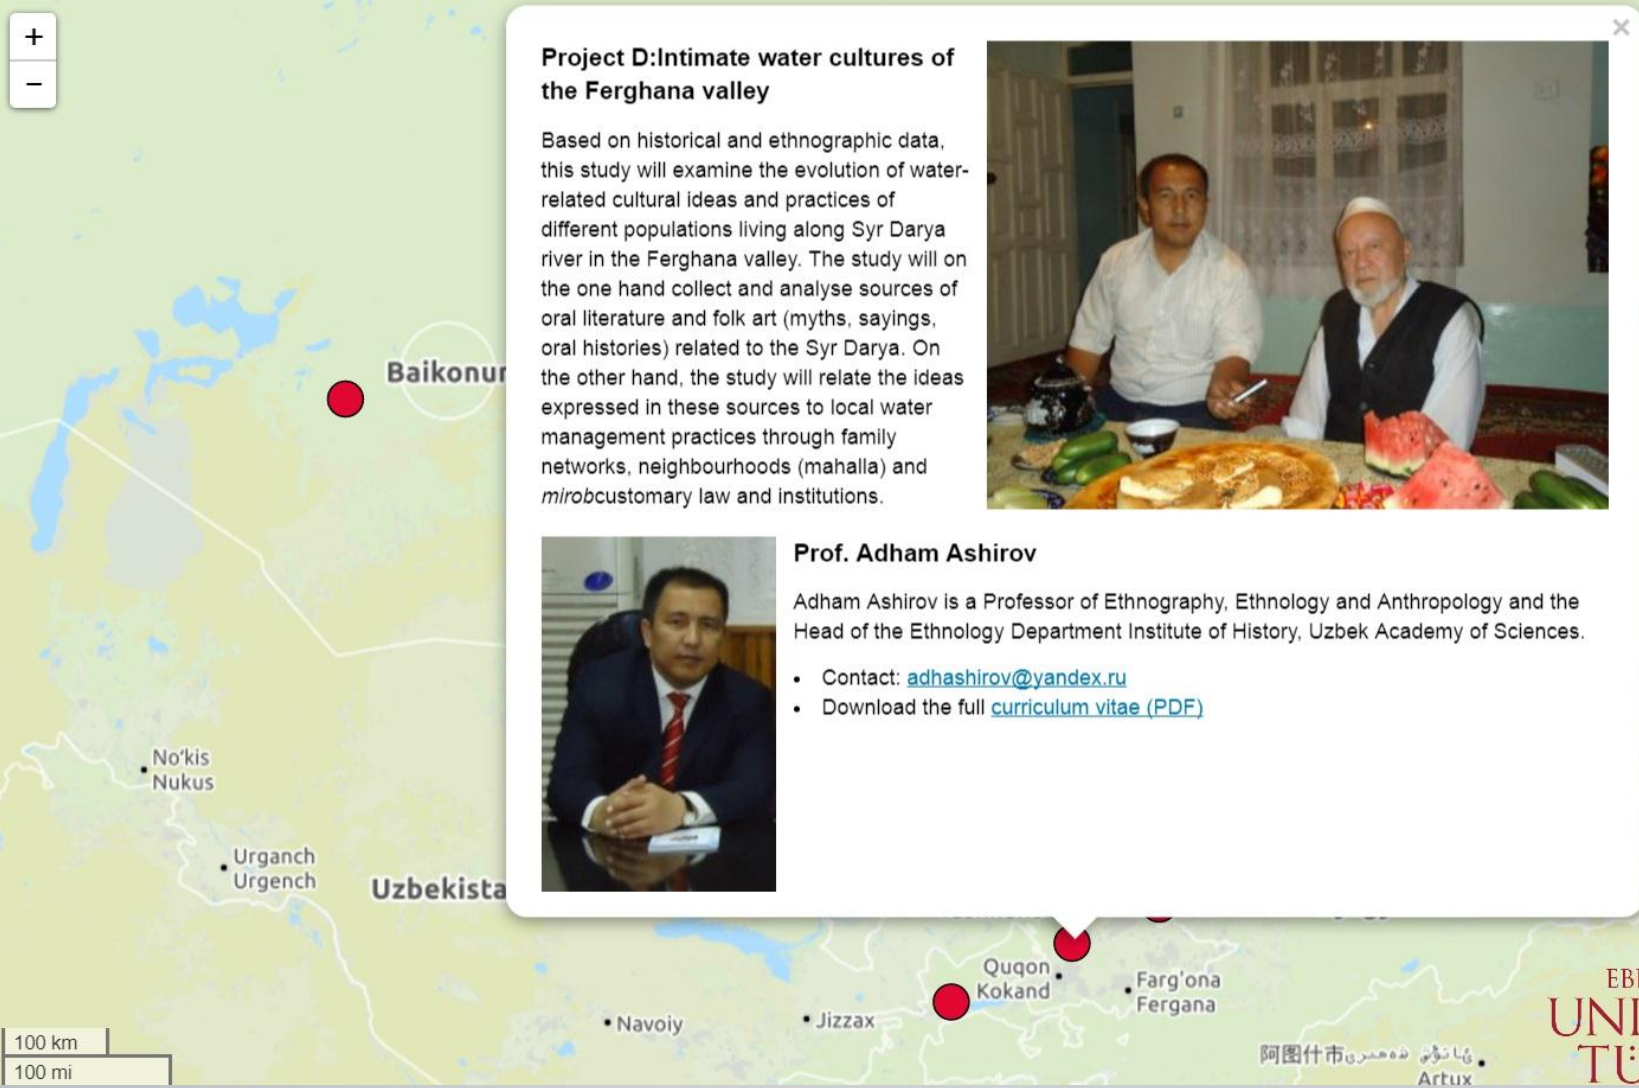 +
−
×
Project D:Intimate water cultures of
the Ferghana valley
Based on historical and ethnographic data,
this study will examine the evolution of water-
related cultural ideas and practices of
different populations living along Syr Darya
river in the Ferghana valley. The study will on
the one hand collect and analyse sources of
oral literature and folk art (myths, sayings,
oral histories) related to the Syr Darya. On
the other hand, the study will relate the ideas
expressed in these sources to local water
management practices through family
networks, neighbourhoods (mahalla) and
mirobcustomary law and institutions.
Prof. Adham Ashirov
Adham Ashirov is a Professor of Ethnography, Ethnology and Anthropology and the
Head of the Ethnology Department Institute of History, Uzbek Academy of Sciences.
• Contact: adhashirov@yandex.ru
• Download the full curriculum vitae (PDF)
Baikonur
No‘kis
Nukus
Urganch
Urgench
Uzbekista
Quqon
Kokand
Farg‘ona
Fergana
Navoiy
Jizzax
阿图什市
Artux
UNI
TÜ
100 km
100 mi